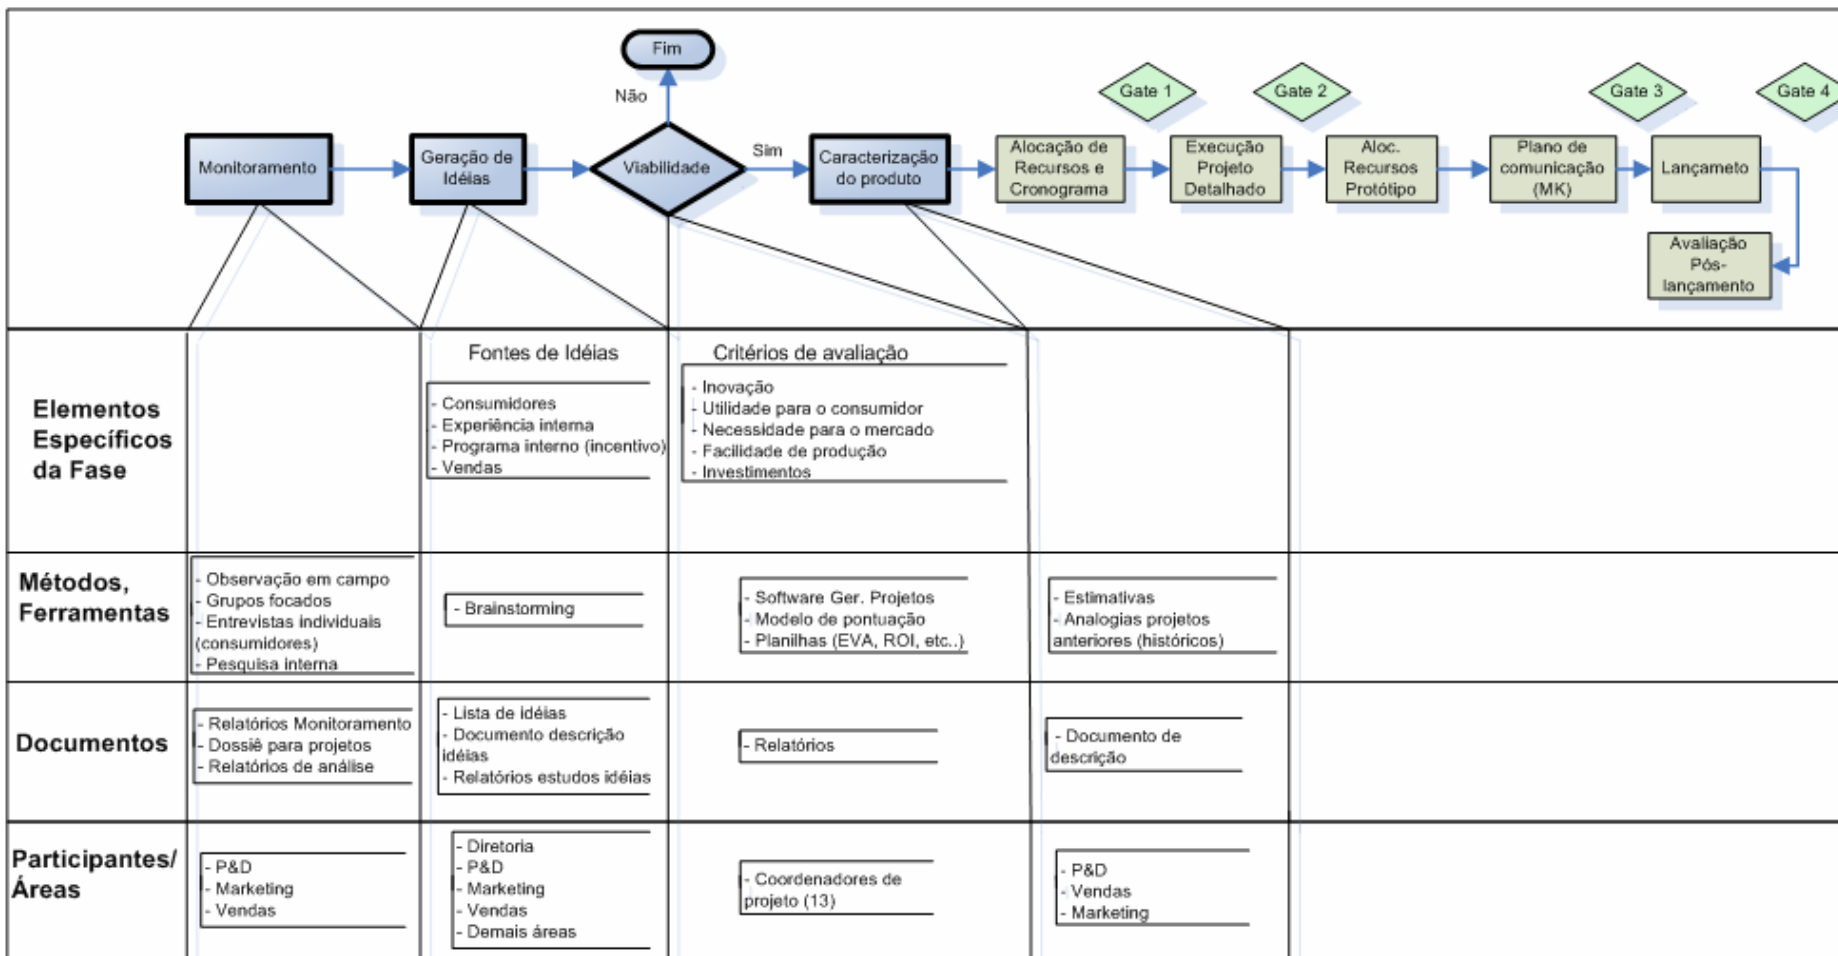 Fim
Não
Gate 1
Gate 2
Gate 3
Gate 4
Monitoramento
Geração de
Idéias
Viabilidade
Sim
Caracterização
do produto
Alocação de
Recursos e
Cronograma
Execução
Projeto
Detalhado
Aloc.
Recursos
Protótipo
Plano de
comunicação
(MK)
Lançameto
Avaliação
Pós-
lançamento
Elementos
Específicos
da Fase
Fontes de Idéias
- Consumidores
- Experiência interna
- Programa interno (incentivo)
- Vendas
Critérios de avaliação
- Inovação
- Utilidade para o consumidor
- Necessidade para o mercado
- Facilidade de produção
- Investimentos
Métodos,
Ferramentas
- Observação em campo
- Grupos focados
- Entrevistas individuais
(consumidores)
- Pesquisa interna
- Brainstorming
- Software Ger. Projetos
- Modelo de pontuação
- Planilhas (EVA, ROI, etc..)
- Estimativas
- Analogias projetos
anteriores (históricos)
Documentos
- Relatórios Monitoramento
- Dossiê para projetos
- Relatórios de análise
- Lista de idéias
- Documento descrição
idéias
- Relatórios estudos idéias
- Relatórios
- Documento de
descrição
Participantes/
Áreas
- P&D
- Marketing
- Vendas
- Diretoria
- P&D
- Marketing
- Vendas
- Demais áreas
- Coordenadores de
projeto (13)
- P&D
- Vendas
- Marketing